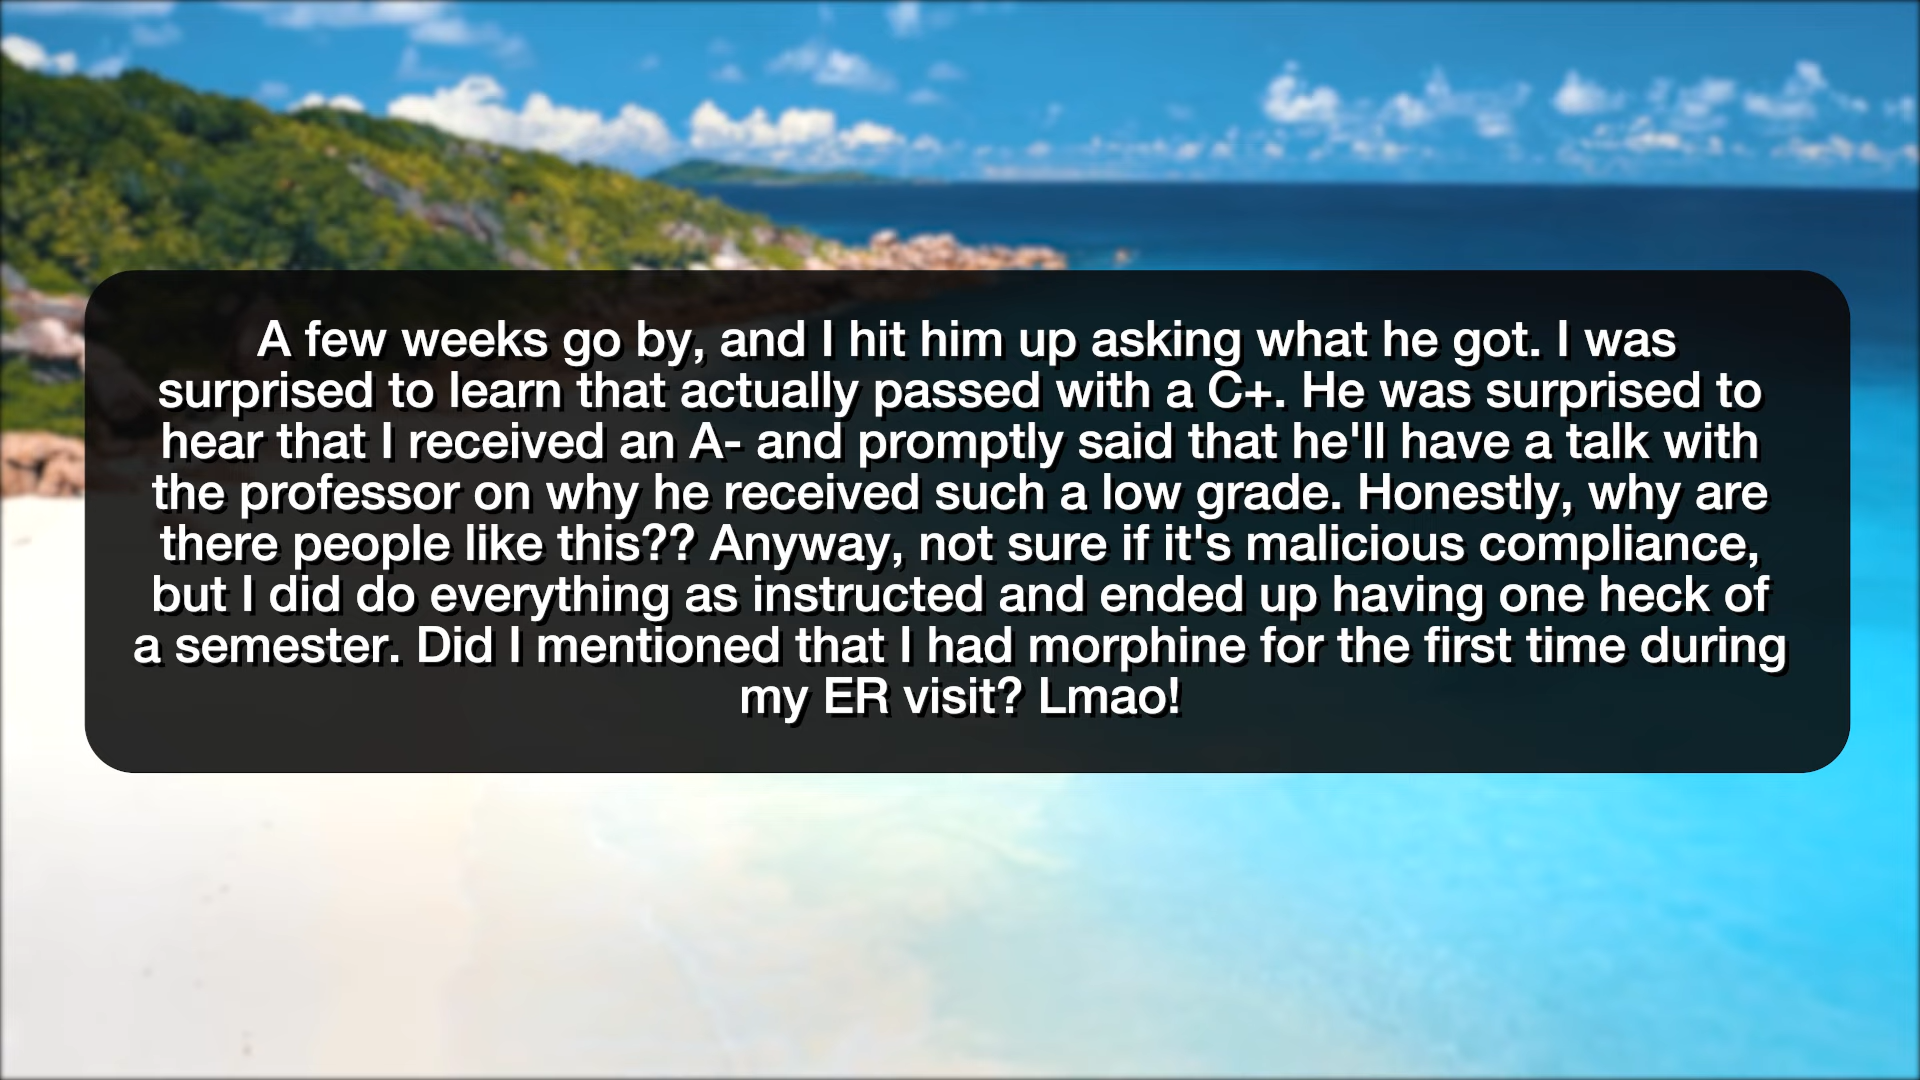 A few weeks go by, and I hit him up asking what he got. I was
surprised to learn that actually passed with a C+. He was surprised to
hear that I received an A- and promptly said that he'll have a talk with
the professor on why he received such a low grade. Honestly, why are
there people like this?? Anyway, not sure if it's malicious compliance,
but I did do everything as instructed and ended up having one heck of
a semester. Did I mentioned that I had morphine for the first time during
my ER visit? Lmao!